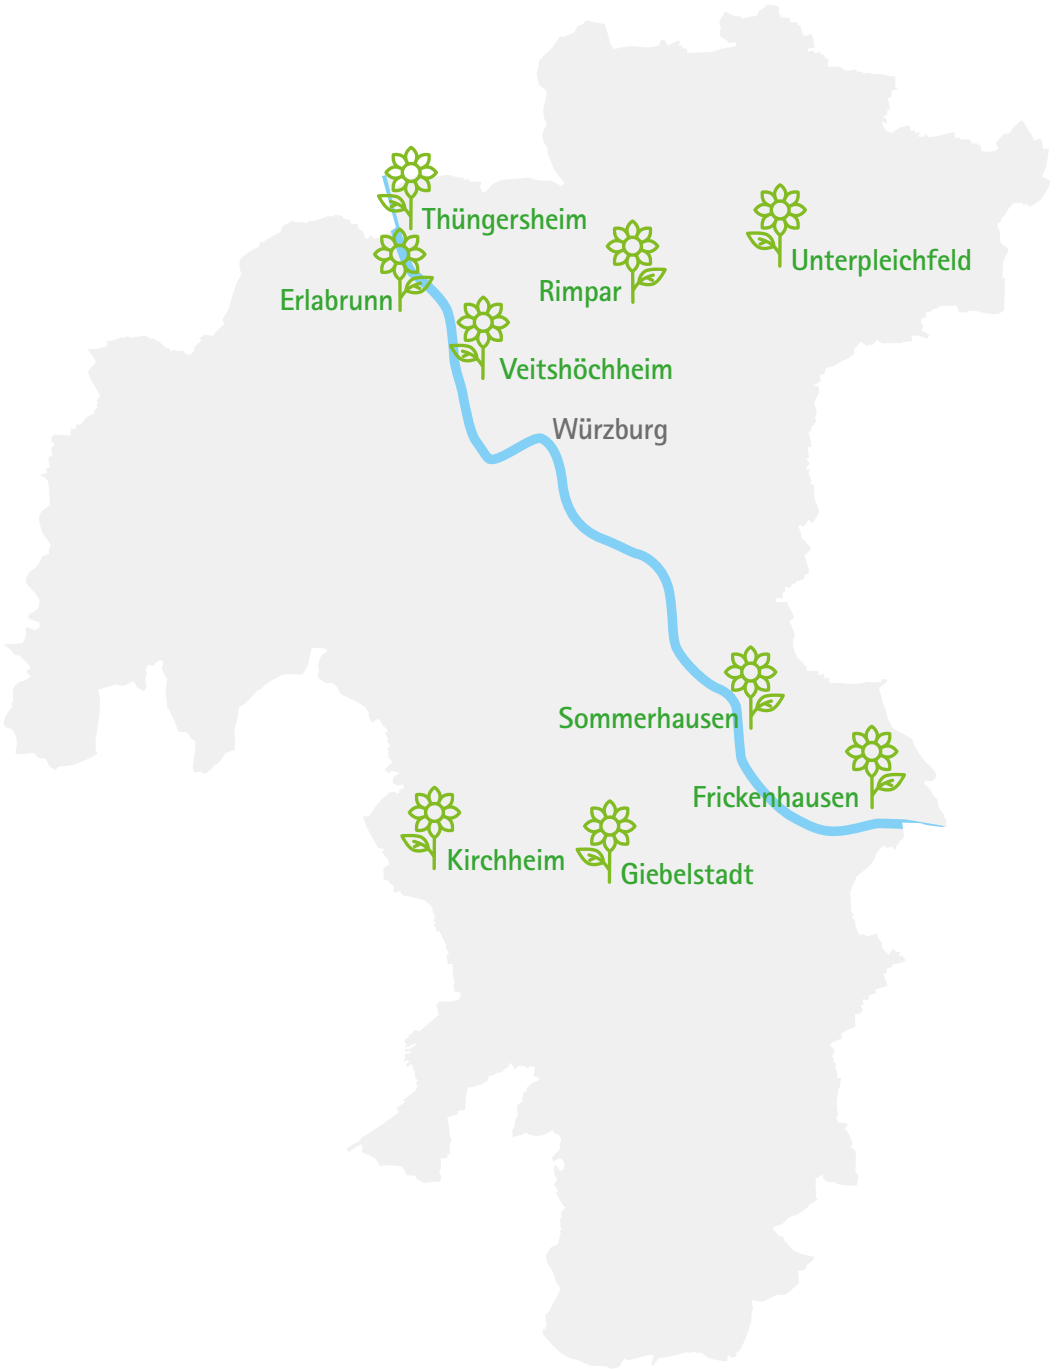 Thüngersheim
Unterpleichfeld
Rimpar
Erlabrunn
Veitshöchheim
Würzburg
Sommerhausen
Frickenhausen
Kirchheim
Giebelstadt